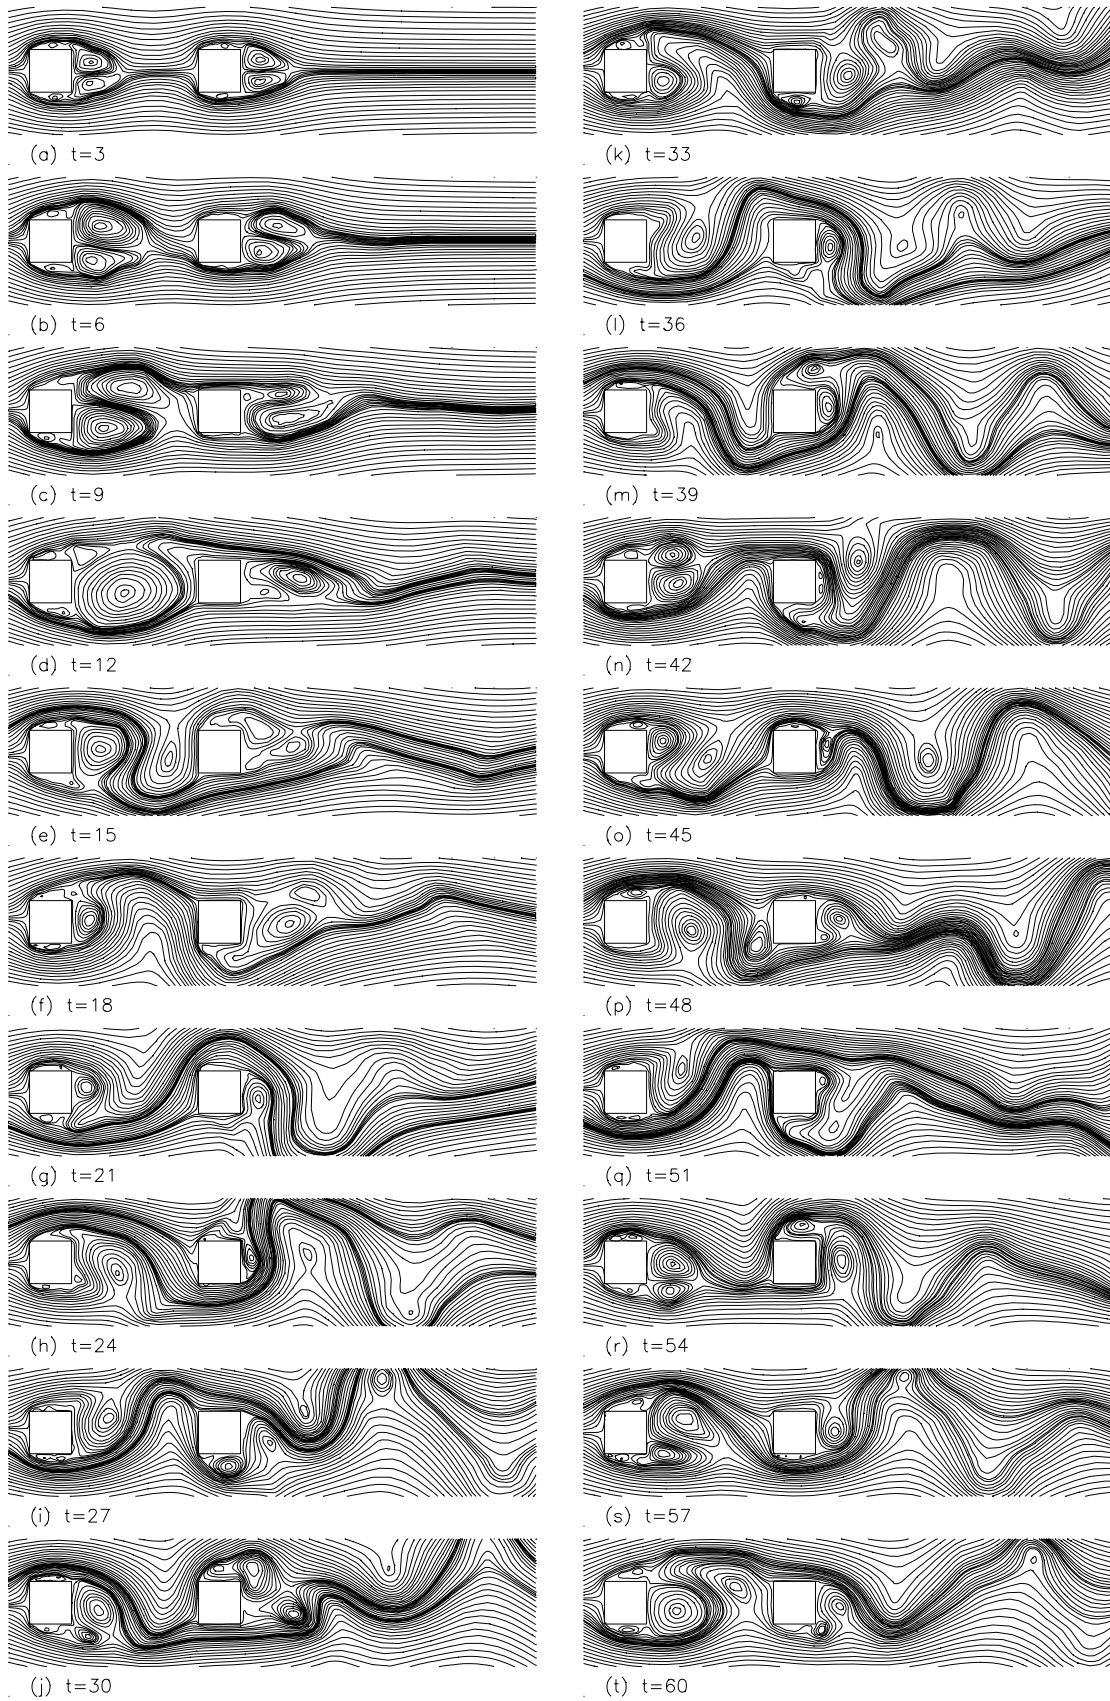 (a) t=3
(b) t=6
(c) t=9
(d) t=12
(e) t=15
(f) t=18
(g) t=21
(h) t=24
(i) t=27
(j) t=30
(k) t=33
(l) t=36
(m) t=39
(n) t=42
(o) t=45
(p) t=48
(q) t=51
(r) t=54
(s) t=57
(t) t=60